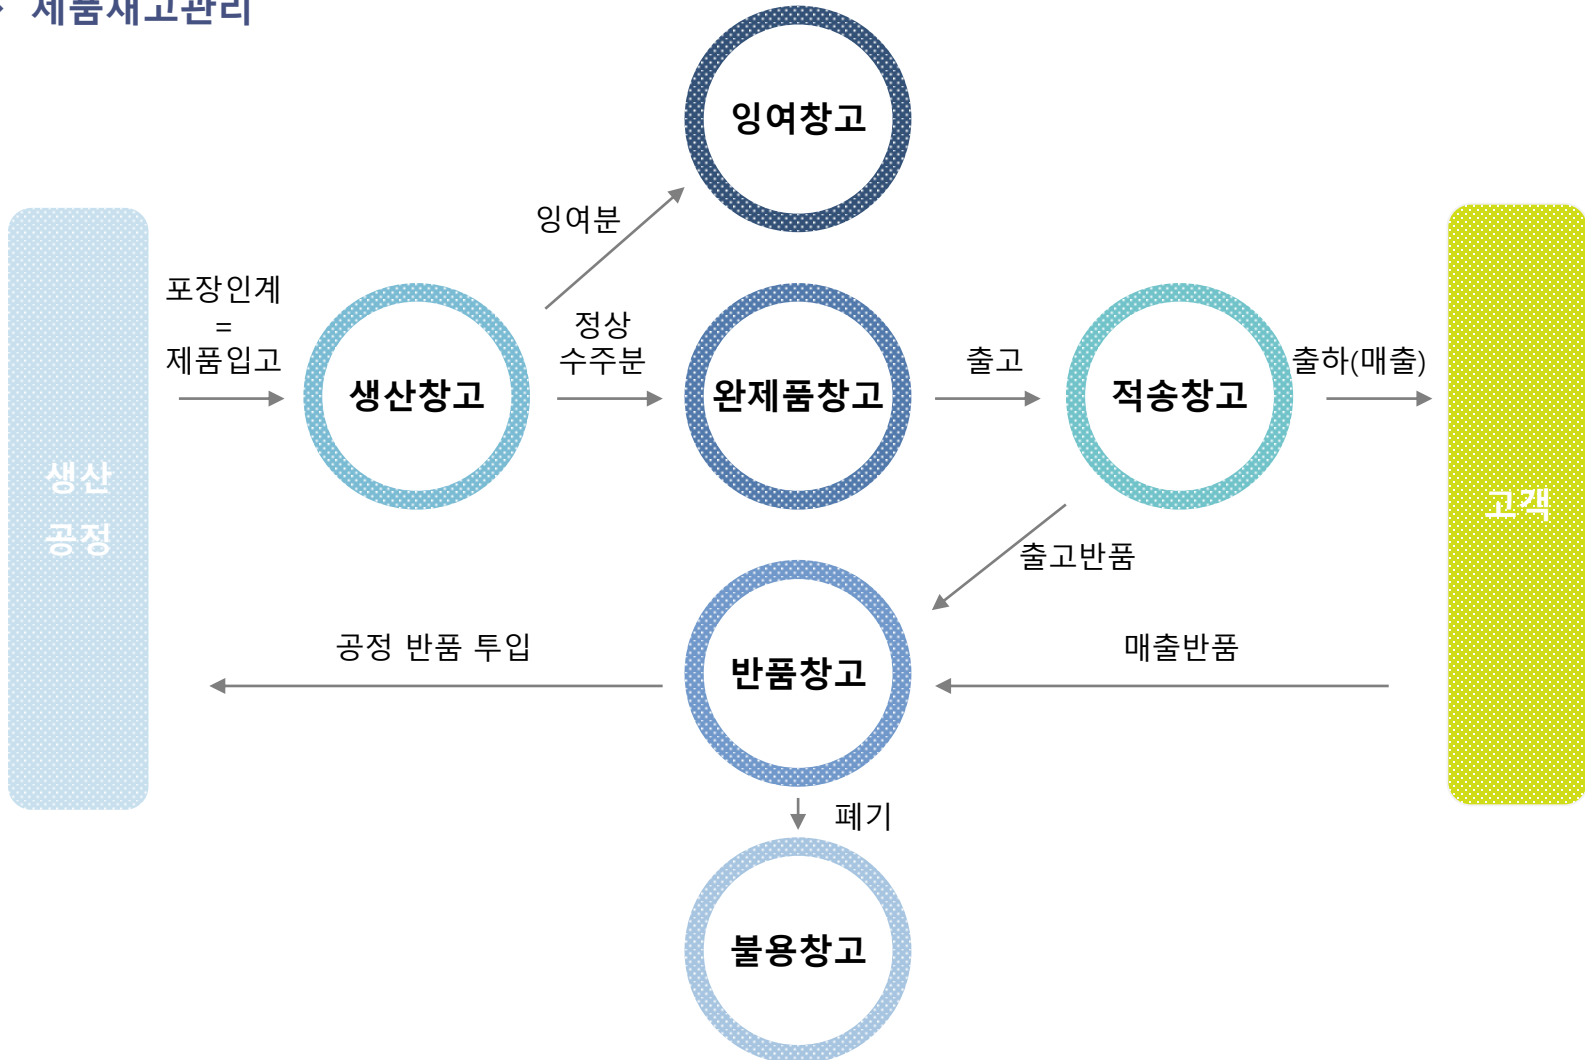 제품재고관리
잉여창고
잉여분
포장인계
=
제품입고
정상
수주분
출고
출하(매출)
생산창고
완제품창고
적송창고
생산
공정
고객
출고반품
공정 반품 투입
매출반품
반품창고
폐기
불용창고